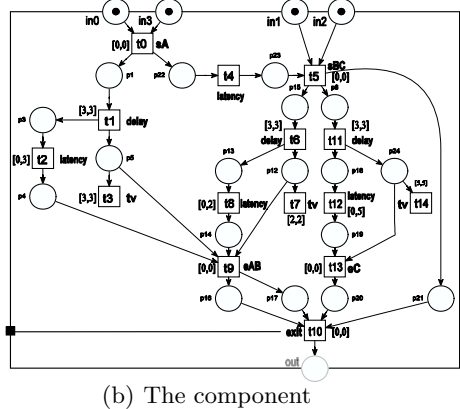 in0 in3 in1 in2
t0 sA
[0,0]
p23
sBC
p1 p22 t4 t5 [0,0]
latency p15
[3,3] [3,3] [3,3]
p3 t1 delay delay t6 t11 delay
[0,3] t2 latency p5 p13 p12 p24
[3,3] t3 tv [0,2] t8 latency t7 tv latency t12 [0,5] tv t14 [5,5]
p4 [2,2]
p14 p19
[0,0] t9 eAB [0,0] t13 eC
p16 p17 p20 p21
exit t10 [0,0]
out
(b) The component